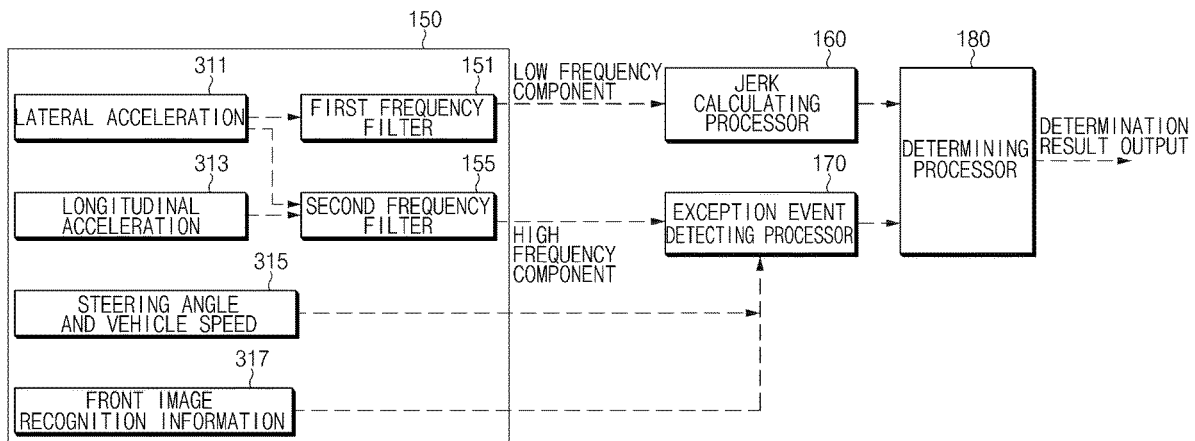 150
311
LATERAL ACCELERATION
151
FIRST FREQUENCY
FILTER
LOW FREQUENCY
COMPONENT
160
JERK
CALCULATING
PROCESSOR
180
DETERMINING
PROCESSOR
DETERMINATION
RESULT OUTPUT
313
LONGITUDINAL
ACCELERATION
155
SECOND FREQUENCY
FILTER
HIGH
FREQUENCY
COMPONENT
170
EXCEPTION EVENT
DETECTING PROCESSOR
315
STEERING ANGLE
AND VEHICLE SPEED
317
FRONT IMAGE
RECOGNITION INFORMATION